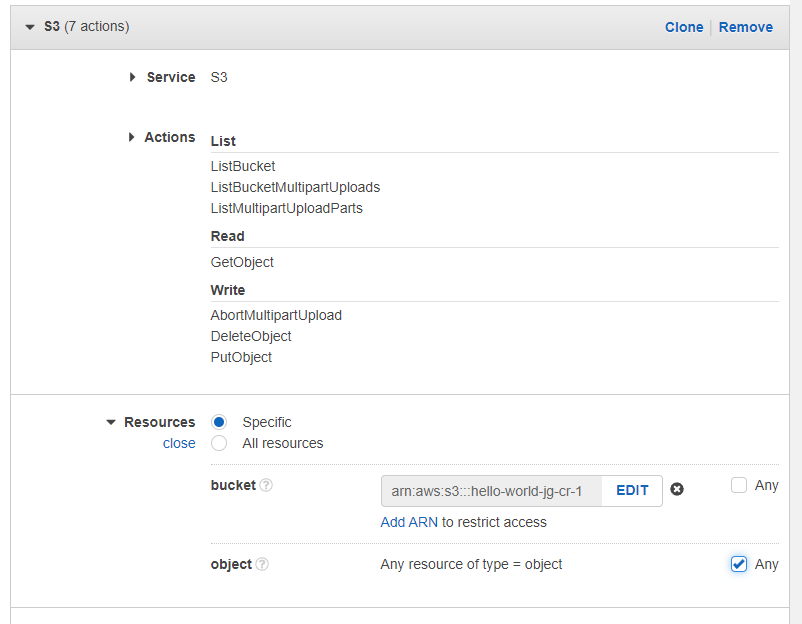 S3 (7 actions) Clone Remove
Service S3
Actions List
ListBucket
ListBucketMultipartUploads
ListMultipartUploadParts
Read
GetObject
Write
AbortMultipartUpload
DeleteObject
PutObject
Resources Specific
close All resources
bucket ? arn:aws:s3:::hello-world-jg-cr-1 EDIT Any
Add ARN to restrict access
object ? Any resource of type = object Any